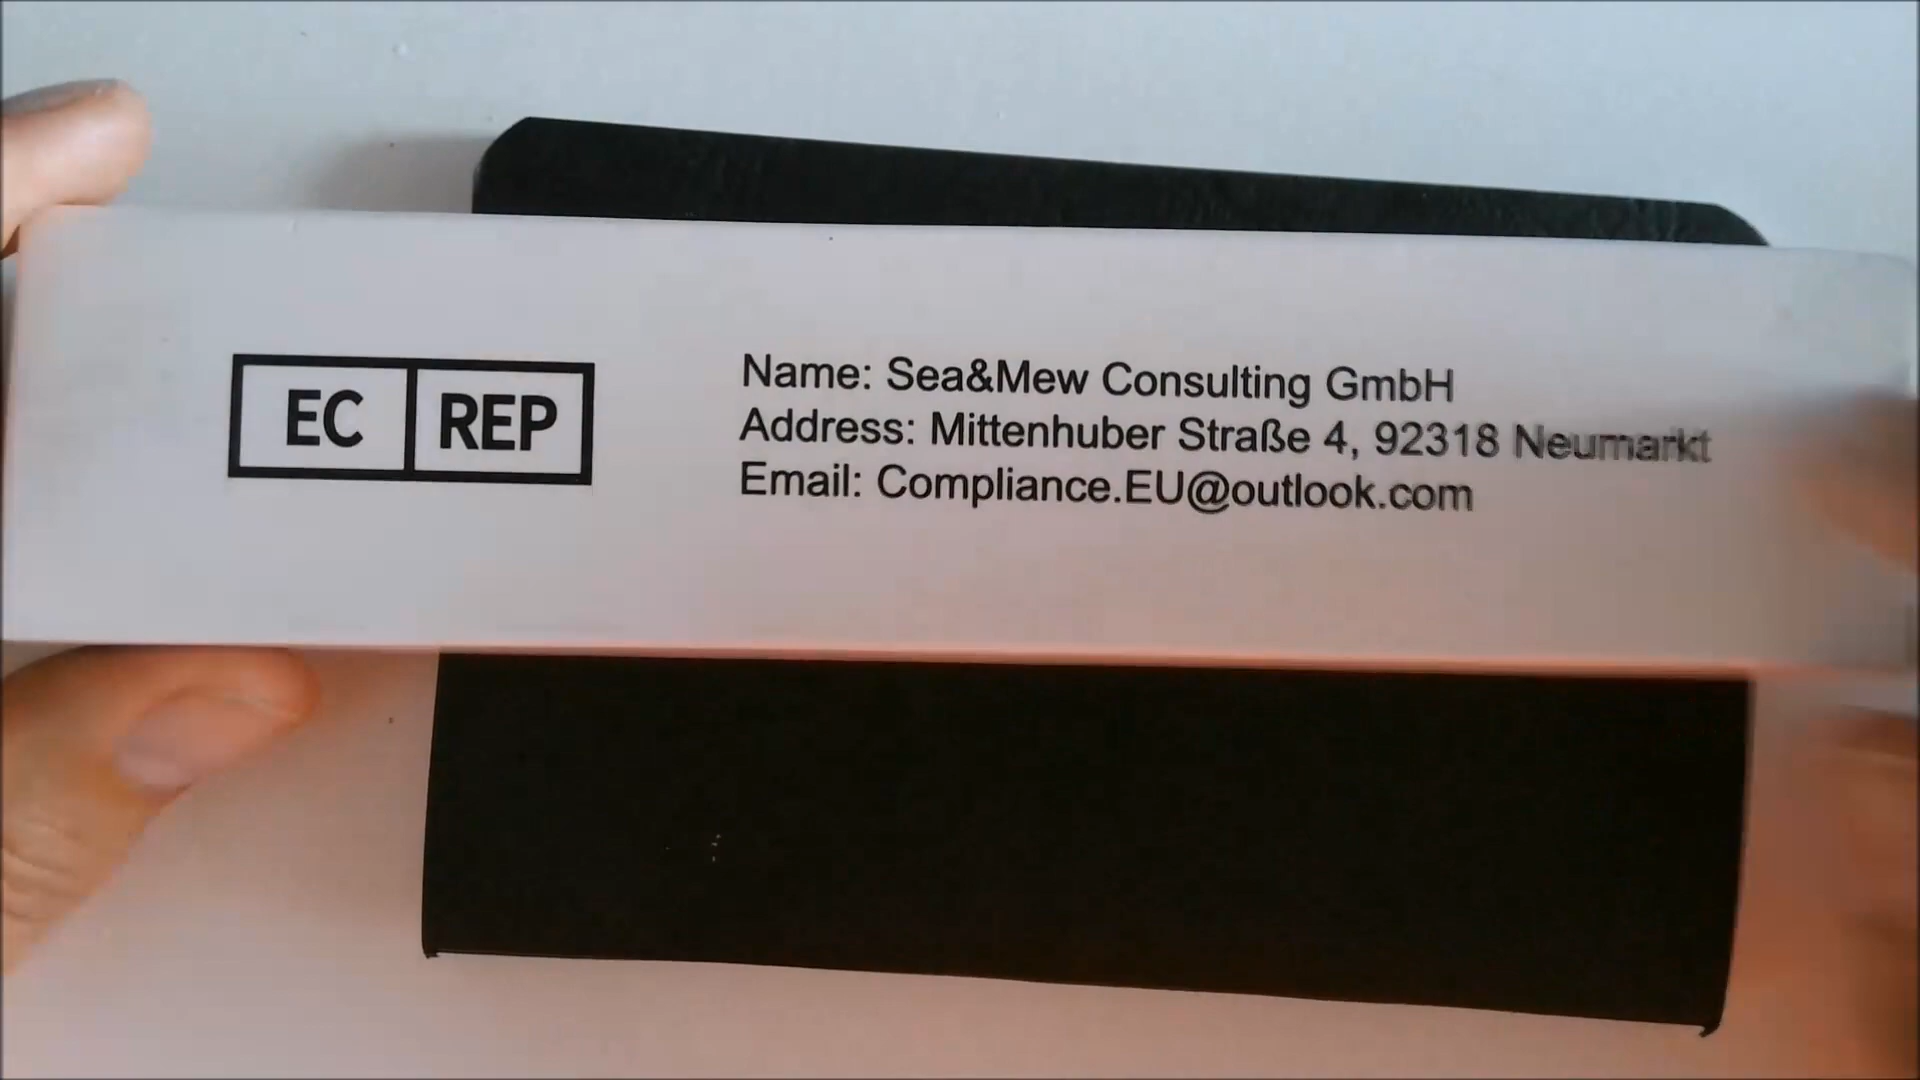 EC REP
Name: Sea&Mew Consulting GmbH
Address: Mittenhuber Straße 4, 92318 Neumarkt
Email: Compliance.EU@outlook.com